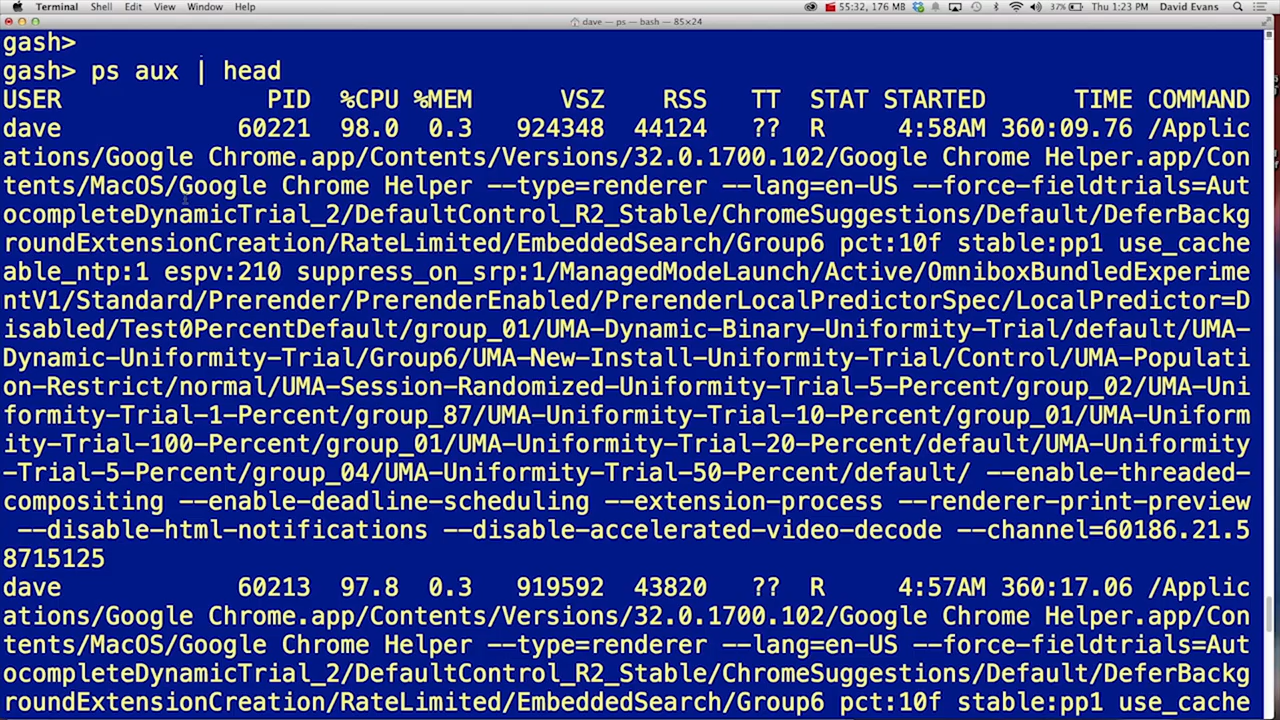 Terminal Shell Edit View Window Help 55:32, 176 MB 37% Thu 1:23 PM David Evans
dave — ps — bash — 85×24
gash>
gash> ps aux | head
USER PID %CPU %MEM VSZ RSS TT STAT STARTED TIME COMMAND
dave 60221 98.0 0.3 924348 44124 ?? R 4:58AM 360:09.76 /Applic
ations/Google Chrome.app/Contents/Versions/32.0.1700.102/Google Chrome Helper.app/Con
tents/MacOS/Google Chrome Helper --type=renderer --lang=en-US --force-fieldtrials=Aut
ocompleteDynamicTrial_2/DefaultControl_R2_Stable/ChromeSuggestions/Default/DeferBackg
roundExtensionCreation/RateLimited/EmbeddedSearch/Group6 pct:10f stable:pp1 use_cache
able_ntp:1 espv:210 suppress_on_srp:1/ManagedModeLaunch/Active/OmniboxBundledExperime
ntV1/Standard/Prerender/PrerenderEnabled/PrerenderLocalPredictorSpec/LocalPredictor=D
isabled/Test0PercentDefault/group_01/UMA-Dynamic-Binary-Uniformity-Trial/default/UMA-
Dynamic-Uniformity-Trial/Group6/UMA-New-Install-Uniformity-Trial/Control/UMA-Populati
on-Restrict/normal/UMA-Session-Randomized-Uniformity-Trial-5-Percent/group_02/UMA-Uni
formity-Trial-1-Percent/group_87/UMA-Uniformity-Trial-10-Percent/group_01/UMA-Uniform
ity-Trial-100-Percent/group_01/UMA-Uniformity-Trial-20-Percent/default/UMA-Uniformity
-Trial-5-Percent/group_04/UMA-Uniformity-Trial-50-Percent/default/ --enable-threaded-
compositing --enable-deadline-scheduling --extension-process --renderer-print-preview
--disable-html-notifications --disable-accelerated-video-decode --channel=60186.21.5
8715125
dave 60213 97.8 0.3 919592 43820 ?? R 4:57AM 360:17.06 /Applic
ations/Google Chrome.app/Contents/Versions/32.0.1700.102/Google Chrome Helper.app/Con
tents/MacOS/Google Chrome Helper --type=renderer --lang=en-US --force-fieldtrials=Aut
ocompleteDynamicTrial_2/DefaultControl_R2_Stable/ChromeSuggestions/Default/DeferBackg
roundExtensionCreation/RateLimited/EmbeddedSearch/Group6 pct:10f stable:pp1 use_cache